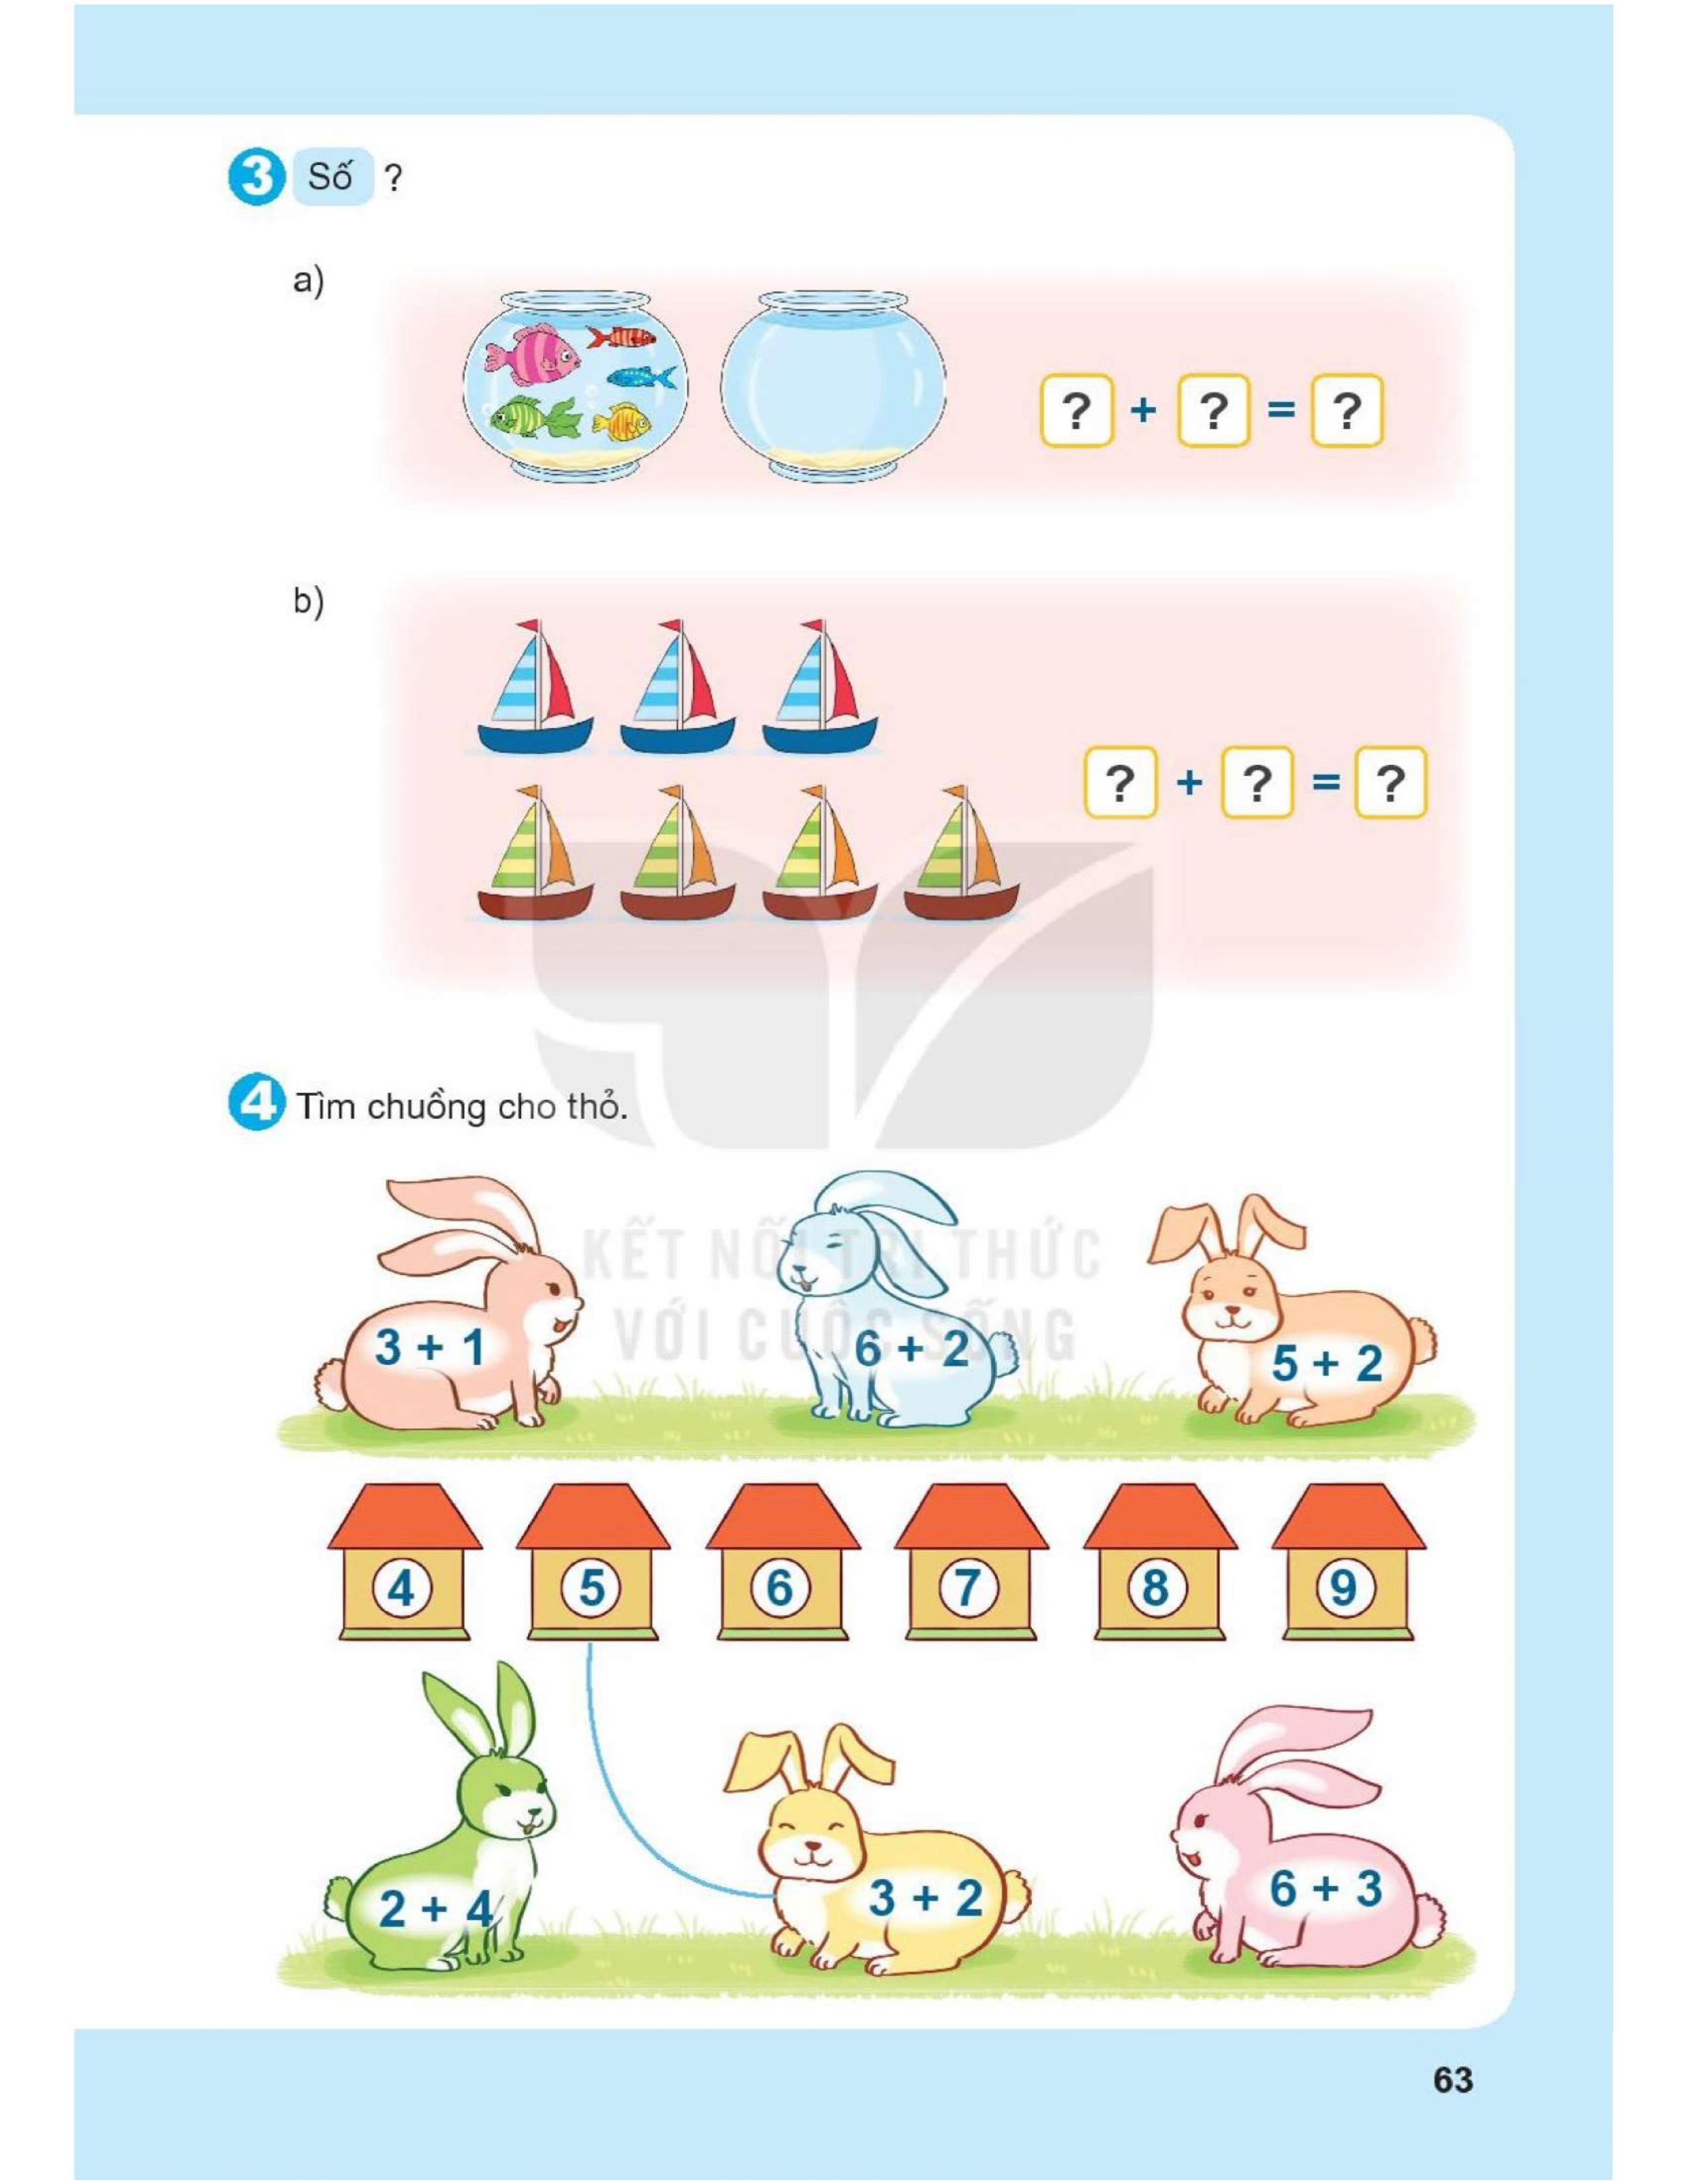 3 Số ?
a)
? + ? = ?
b)
? + ? = ?
4 Tìm chuồng cho thỏ.
KẾT NỐI TRI THỨC
VỚI CUỘC SỐNG
3 + 1
6 + 2
5 + 2
4 5 6 7 8 9
2 + 4
3 + 2
6 + 3
63